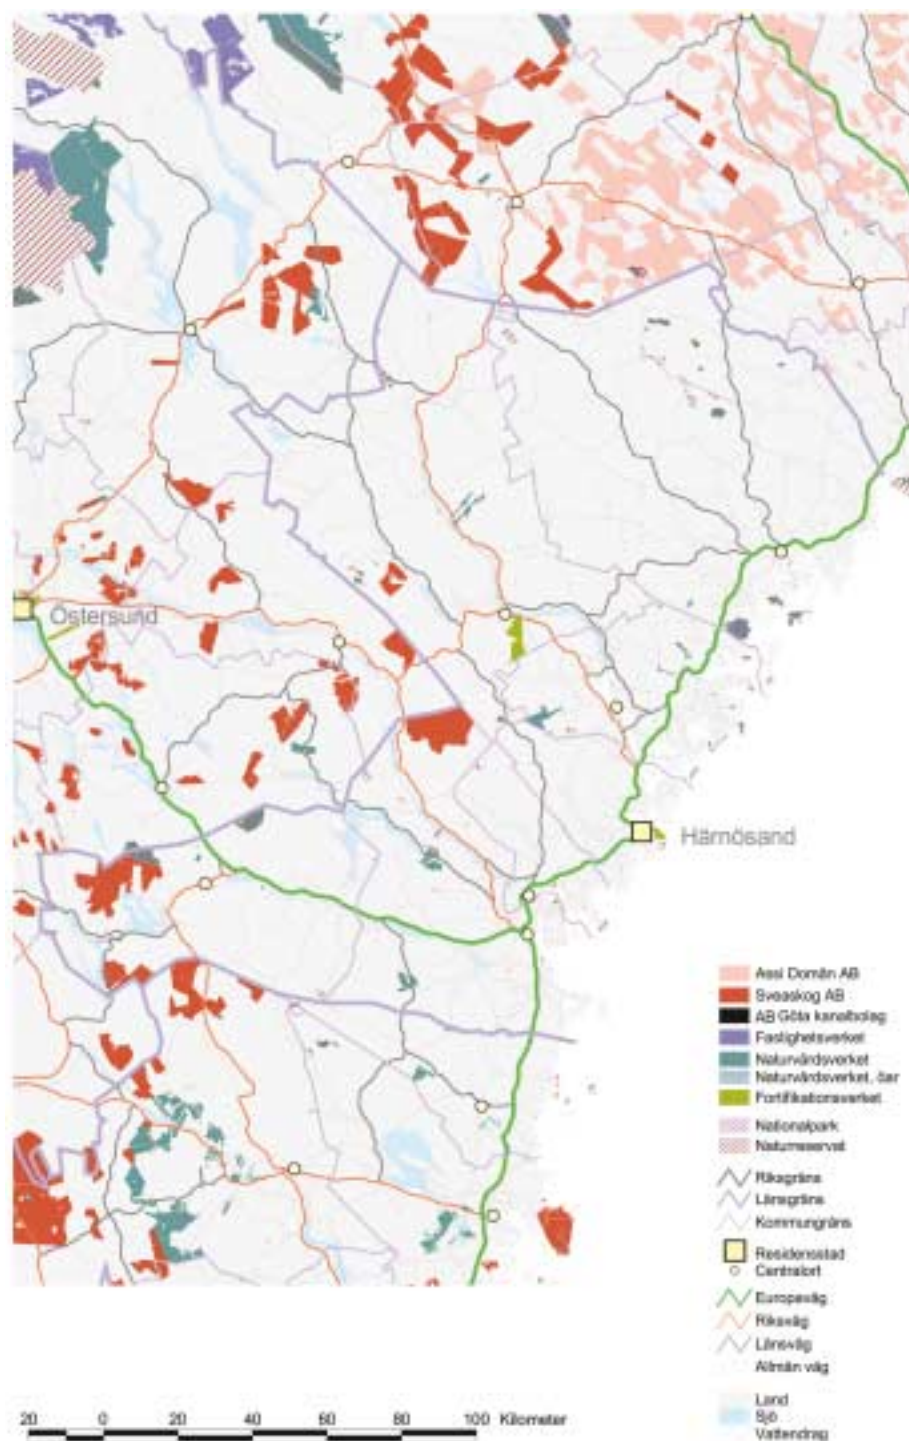 Östersund
Härnösand
Assi Domän AB
Sveaskog AB
AB Göta kanalbolag
Fastighetsverket
Naturvårdsverket
Naturvårdsverket, öar
Fortifikationsverket
Nationalpark
Naturreservat
Riksgräns
Länsgräns
Kommungräns
Residensstad
Centralort
Europaväg
Riksväg
Länsväg
Allmän väg
Land
Sjö
Vattendrag
20 0 20 40 60 80 100 Kilometer